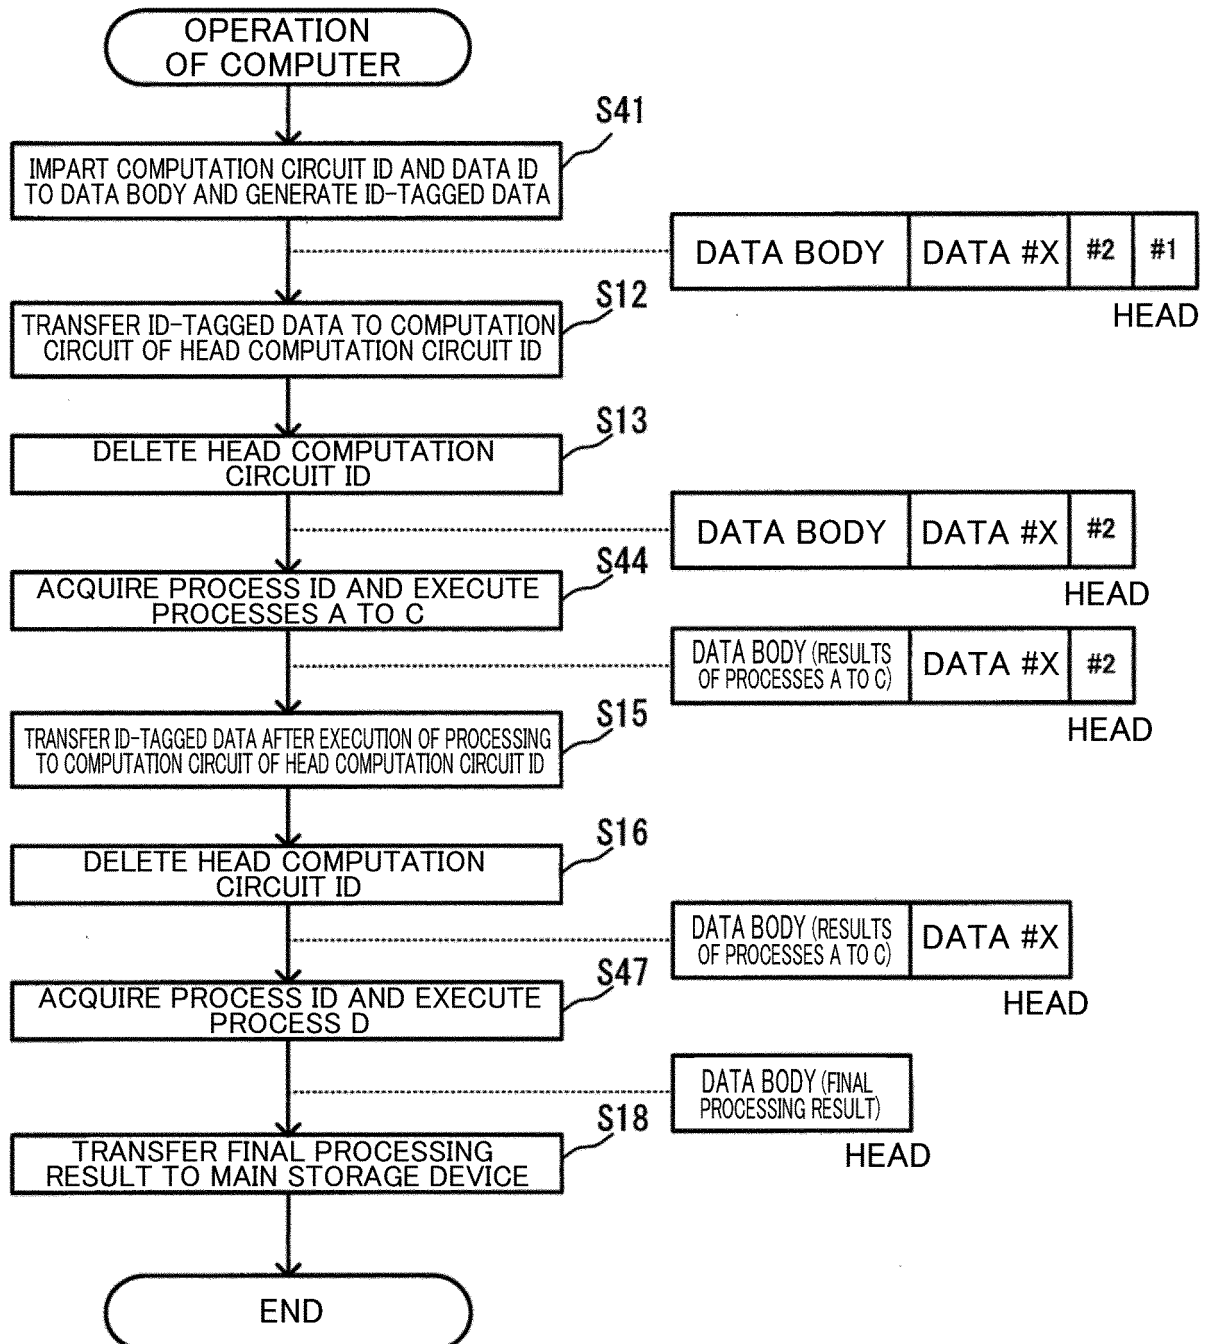 OPERATION
OF COMPUTER
S41
IMPART COMPUTATION CIRCUIT ID AND DATA ID
TO DATA BODY AND GENERATE ID-TAGGED DATA
DATA BODY DATA #X #2 #1
HEAD
S12
TRANSFER ID-TAGGED DATA TO COMPUTATION
CIRCUIT OF HEAD COMPUTATION CIRCUIT ID
S13
DELETE HEAD COMPUTATION
CIRCUIT ID
DATA BODY DATA #X #2
HEAD
S44
ACQUIRE PROCESS ID AND EXECUTE
PROCESSES A TO C
DATA BODY (RESULTS
OF PROCESSES A TO C)
DATA #X #2
HEAD
S15
TRANSFER ID-TAGGED DATA AFTER EXECUTION OF PROCESSING
TO COMPUTATION CIRCUIT OF HEAD COMPUTATION CIRCUIT ID
S16
DELETE HEAD COMPUTATION
CIRCUIT ID
DATA BODY (RESULTS
OF PROCESSES A TO C)
DATA #X
HEAD
S47
ACQUIRE PROCESS ID AND EXECUTE
PROCESS D
DATA BODY (FINAL
PROCESSING RESULT)
HEAD
S18
TRANSFER FINAL PROCESSING
RESULT TO MAIN STORAGE DEVICE
END